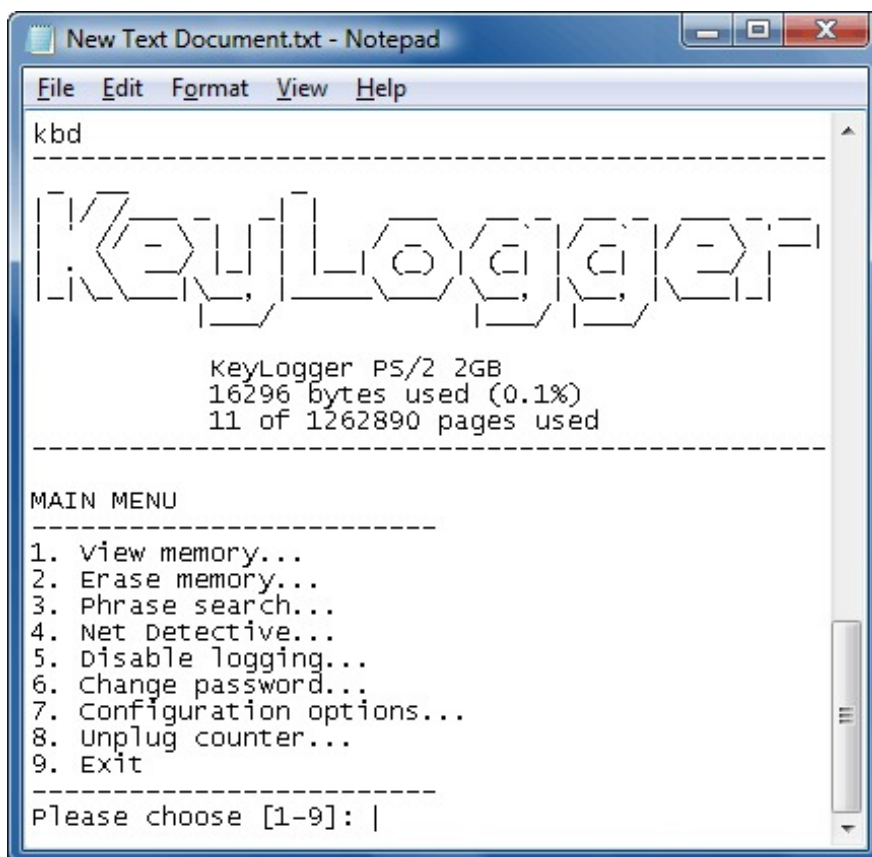 New Text Document.txt - Notepad
File Edit Format View Help
kbd
KeyLogger
KeyLogger PS/2 2GB
16296 bytes used (0.1%)
11 of 1262890 pages used
MAIN MENU
1. View memory...
2. Erase memory...
3. Phrase search...
4. Net Detective...
5. Disable logging...
6. Change password...
7. Configuration options...
8. Unplug counter...
9. Exit
Please choose [1-9]: